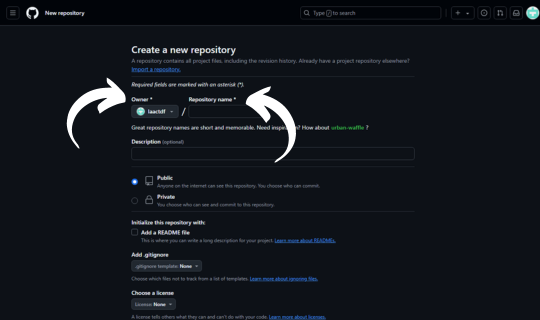 New repository
Type / to search
Create a new repository
A repository contains all project files, including the revision history. Already have a project repository elsewhere?
Import a repository.
Required fields are marked with an asterisk (*).
Owner * Repository name *
/
Great repository names are short and memorable. Need How about urban-waffle ?
Description (optional)
Public
Anyone on the internet can see this repository. You choose who can commit.
Private
You choose who can see and commit to this repository.
Initialize this repository with:
Add a README file
This is where you can write a long description for your project. Learn more about READMEs.
Add .gitignore
.gitignore template: None
Choose which files not to track from a list of templates. Learn more about ignoring files.
Choose a license
License: None
A license tells others what they can and can't do with your code. Learn more about licenses.